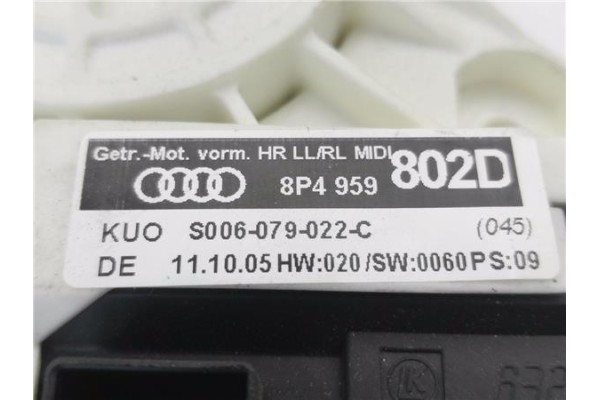 Getr.-Mot. vorm. HR LL/RL MIDL
8P4 959 802D
KUO S006-079-022-C (045)
DE 11.10.05 HW:020/SW:0060 PS:09